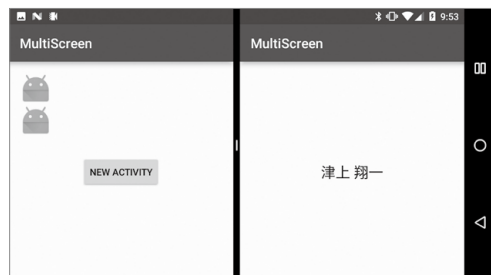 9:53
MultiScreen
MultiScreen
NEW ACTIVITY
津上 翔一